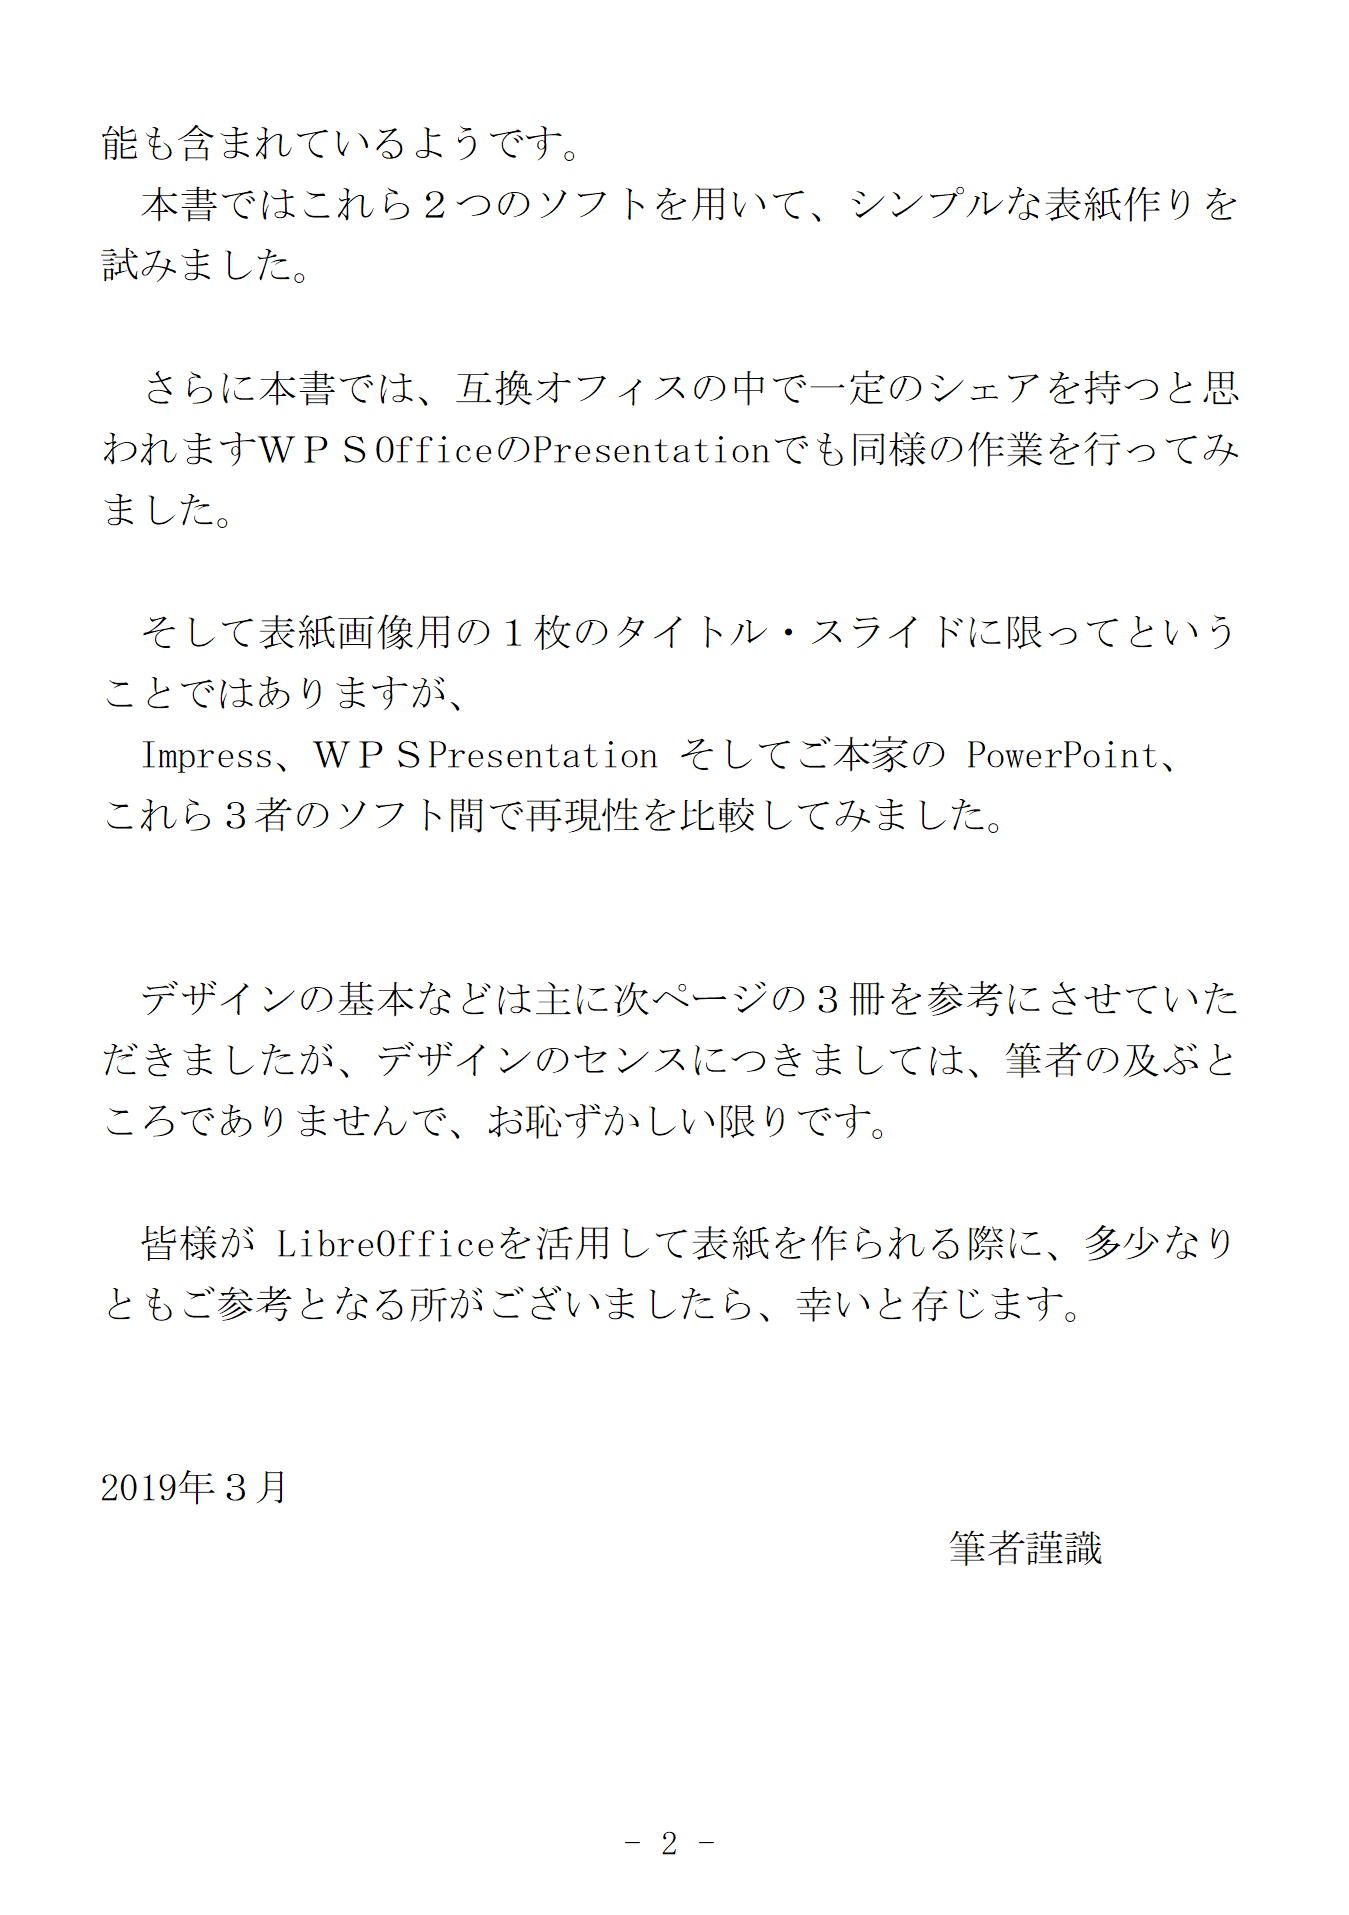 能も含まれているようです。
　本書ではこれら２つのソフトを用いて、シンプルな表紙作りを
試みました。
　さらに本書では、互換オフィスの中で一定のシェアを持つと思
われますＷＰＳOfficeのPresentationでも同様の作業を行ってみ
ました。
　そして表紙画像用の１枚のタイトル・スライドに限ってという
ことではありますが、
　Impress、ＷＰＳPresentation そしてご本家の PowerPoint、
これら３者のソフト間で再現性を比較してみました。
　デザインの基本などは主に次ページの３冊を参考にさせていた
だきましたが、デザインのセンスにつきましては、筆者の及ぶと
ころでありませんで、お恥ずかしい限りです。
　皆様が LibreOfficeを活用して表紙を作られる際に、多少なり
ともご参考となる所がございましたら、幸いと存じます。
2019年３月
筆者謹識
- 2 -